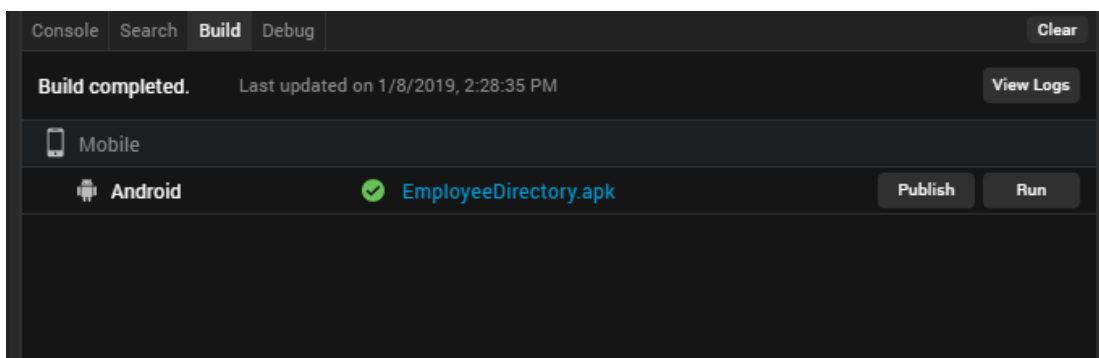 Console Search Build Debug Clear
Build completed. Last updated on 1/8/2019, 2:28:35 PM View Logs
Mobile
Android EmployeeDirectory.apk Publish Run